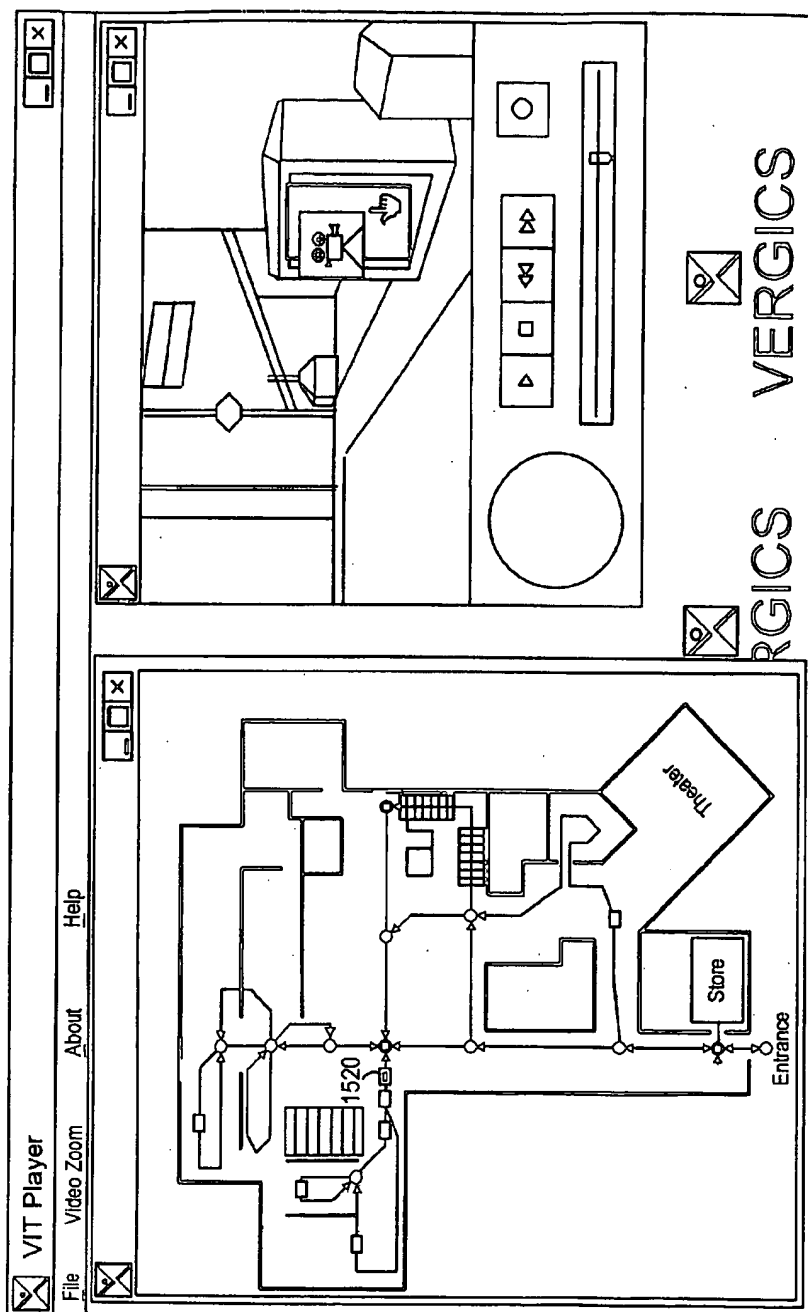 VIT Player
File Video Zoom About Help
1520
Theater
Store
Entrance
RGICS
VERGICS